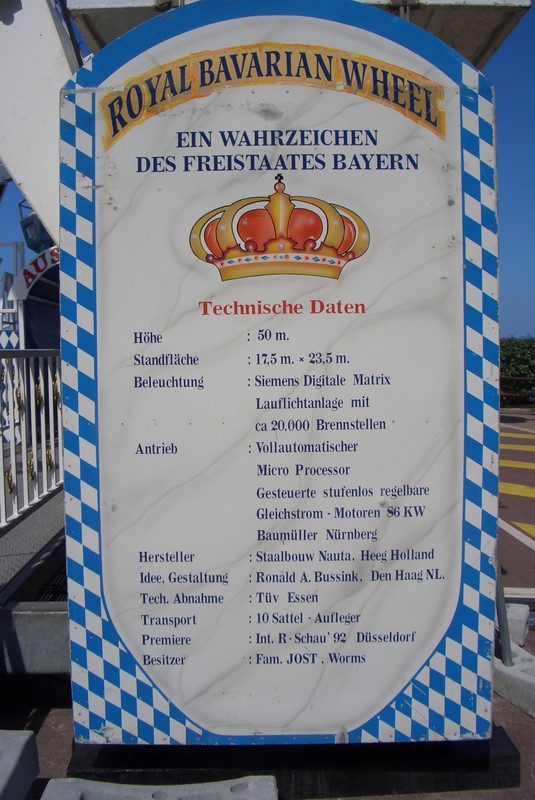 AUS
ROYAL BAVARIAN WHEEL
EIN WAHRZEICHEN
DES FREISTAATES BAYERN
Technische Daten
Höhe : 50 m.
Standfläche : 17,5 m. × 23,5 m.
Beleuchtung : Siemens Digitale Matrix
Lauflichtanlage mit
ca 20.000 Brennstellen
Antrieb : Vollautomatischer
Micro Processor
Gesteuerte stufenlos regelbare
Gleichstrom - Motoren 86 KW
Baumüller Nürnberg
Hersteller : Staalbouw Nauta, Heeg Holland
Idee, Gestaltung : Ronald A. Bussink, Den Haag NL.
Tech. Abnahme : Tüv Essen
Transport : 10 Sattel - Aufleger
Premiere : Int. R - Schau '92 Düsseldorf
Besitzer : Fam. JOST , Worms